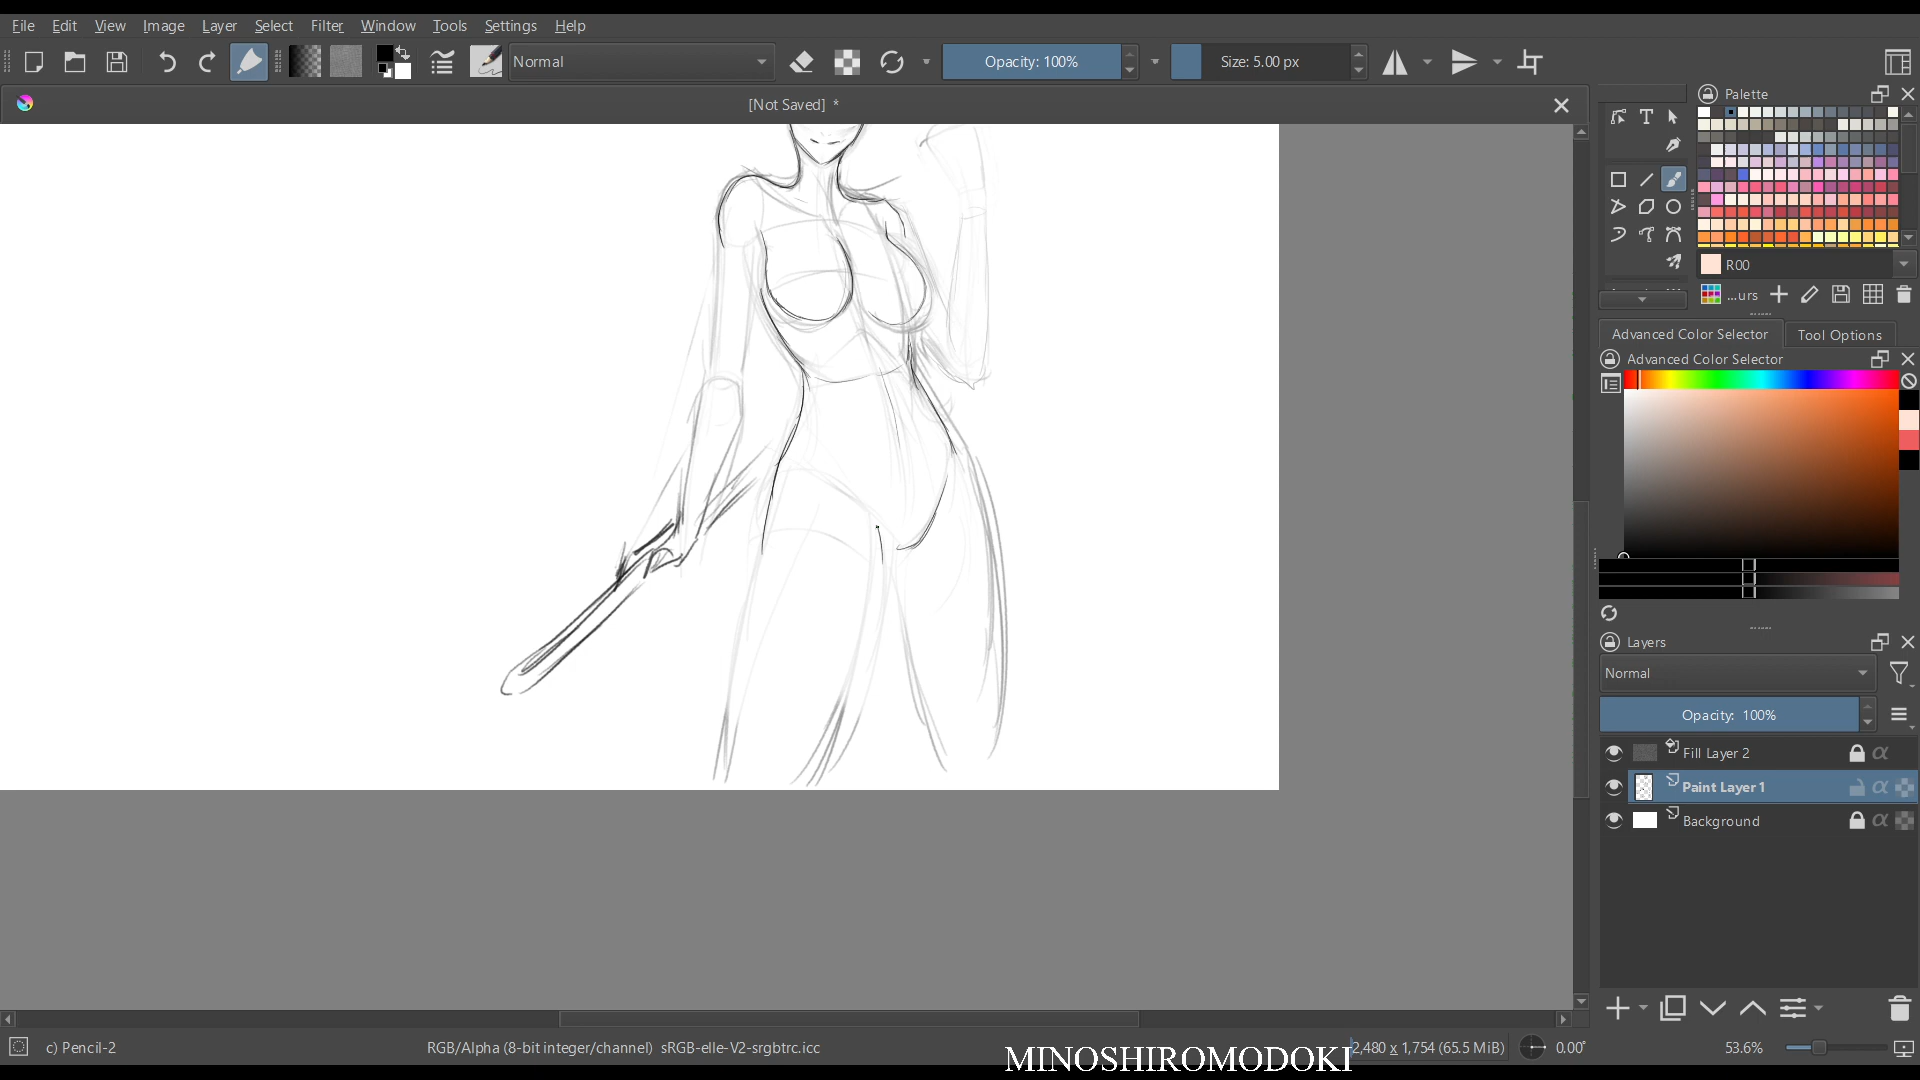 File Edit View Image Layer Select Filter Window Tools Settings Help
Normal Opacity: 100% Size: 5.00 px
[Not Saved] *
Palette
R00
...urs
Advanced Color Selector Tool Options
Advanced Color Selector
Layers
Normal
Opacity: 100%
Fill Layer 2
Paint Layer 1
Background
c) Pencil-2 RGB/Alpha (8-bit integer/channel) sRGB-elle-V2-srgbtrc.icc 2,480 x 1,754 (65.5 MiB) 0.00° 53.6%
MINOSHIROMODOKI